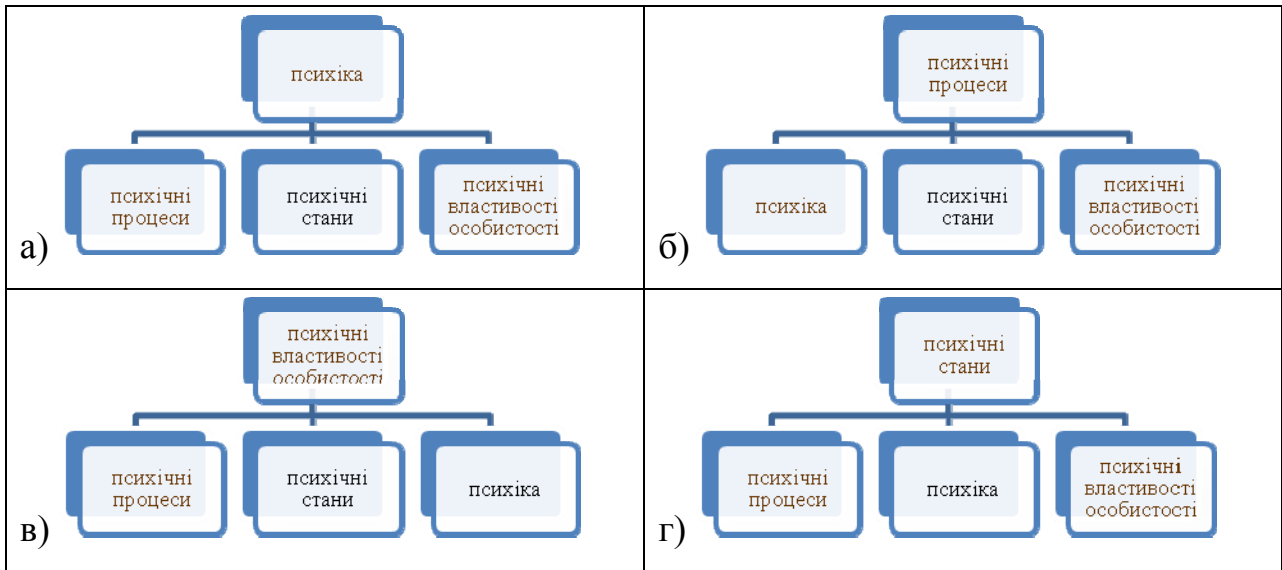 психіка
психічні
процеси
психічні
стани
психічні
властивості
особистості
а)
психічні
процеси
психіка
психічні
стани
психічні
властивості
особистості
б)
психічні
властивості
особистості
психічні
процеси
психічні
стани
психіка
в)
психічні
стани
психічні
процеси
психіка
психічні
властивості
особистості
г)